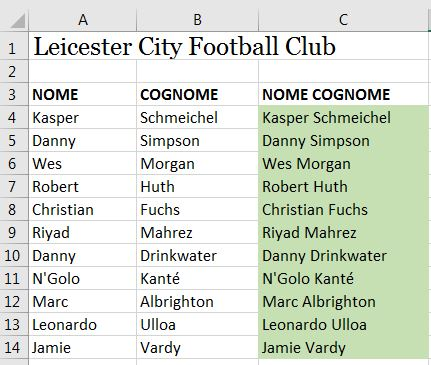 A B C
1 Leicester City Football Club
2
3 NOME COGNOME NOME COGNOME
4 Kasper Schmeichel Kasper Schmeichel
5 Danny Simpson Danny Simpson
6 Wes Morgan Wes Morgan
7 Robert Huth Robert Huth
8 Christian Fuchs Christian Fuchs
9 Riyad Mahrez Riyad Mahrez
10 Danny Drinkwater Danny Drinkwater
11 N'Golo Kanté N'Golo Kanté
12 Marc Albrighton Marc Albrighton
13 Leonardo Ulloa Leonardo Ulloa
14 Jamie Vardy Jamie Vardy